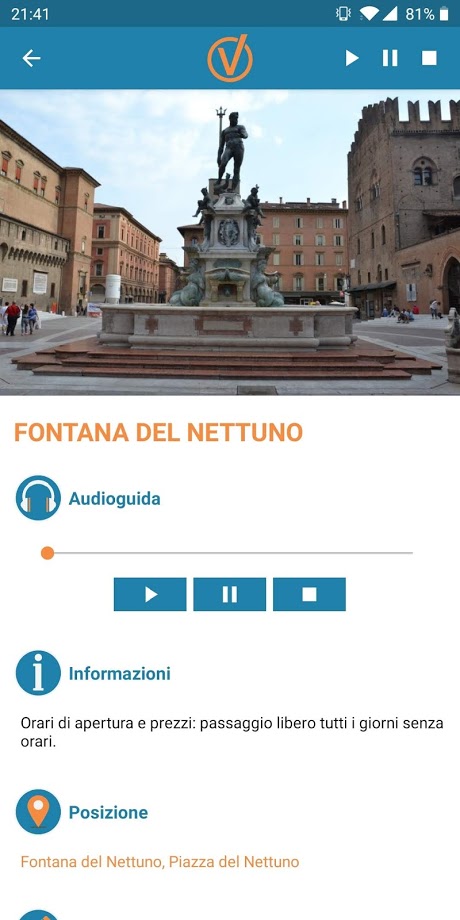 21:41
81%
FONTANA DEL NETTUNO
Audioguida
Informazioni
Orari di apertura e prezzi: passaggio libero tutti i giorni senza
orari.
Posizione
Fontana del Nettuno, Piazza del Nettuno